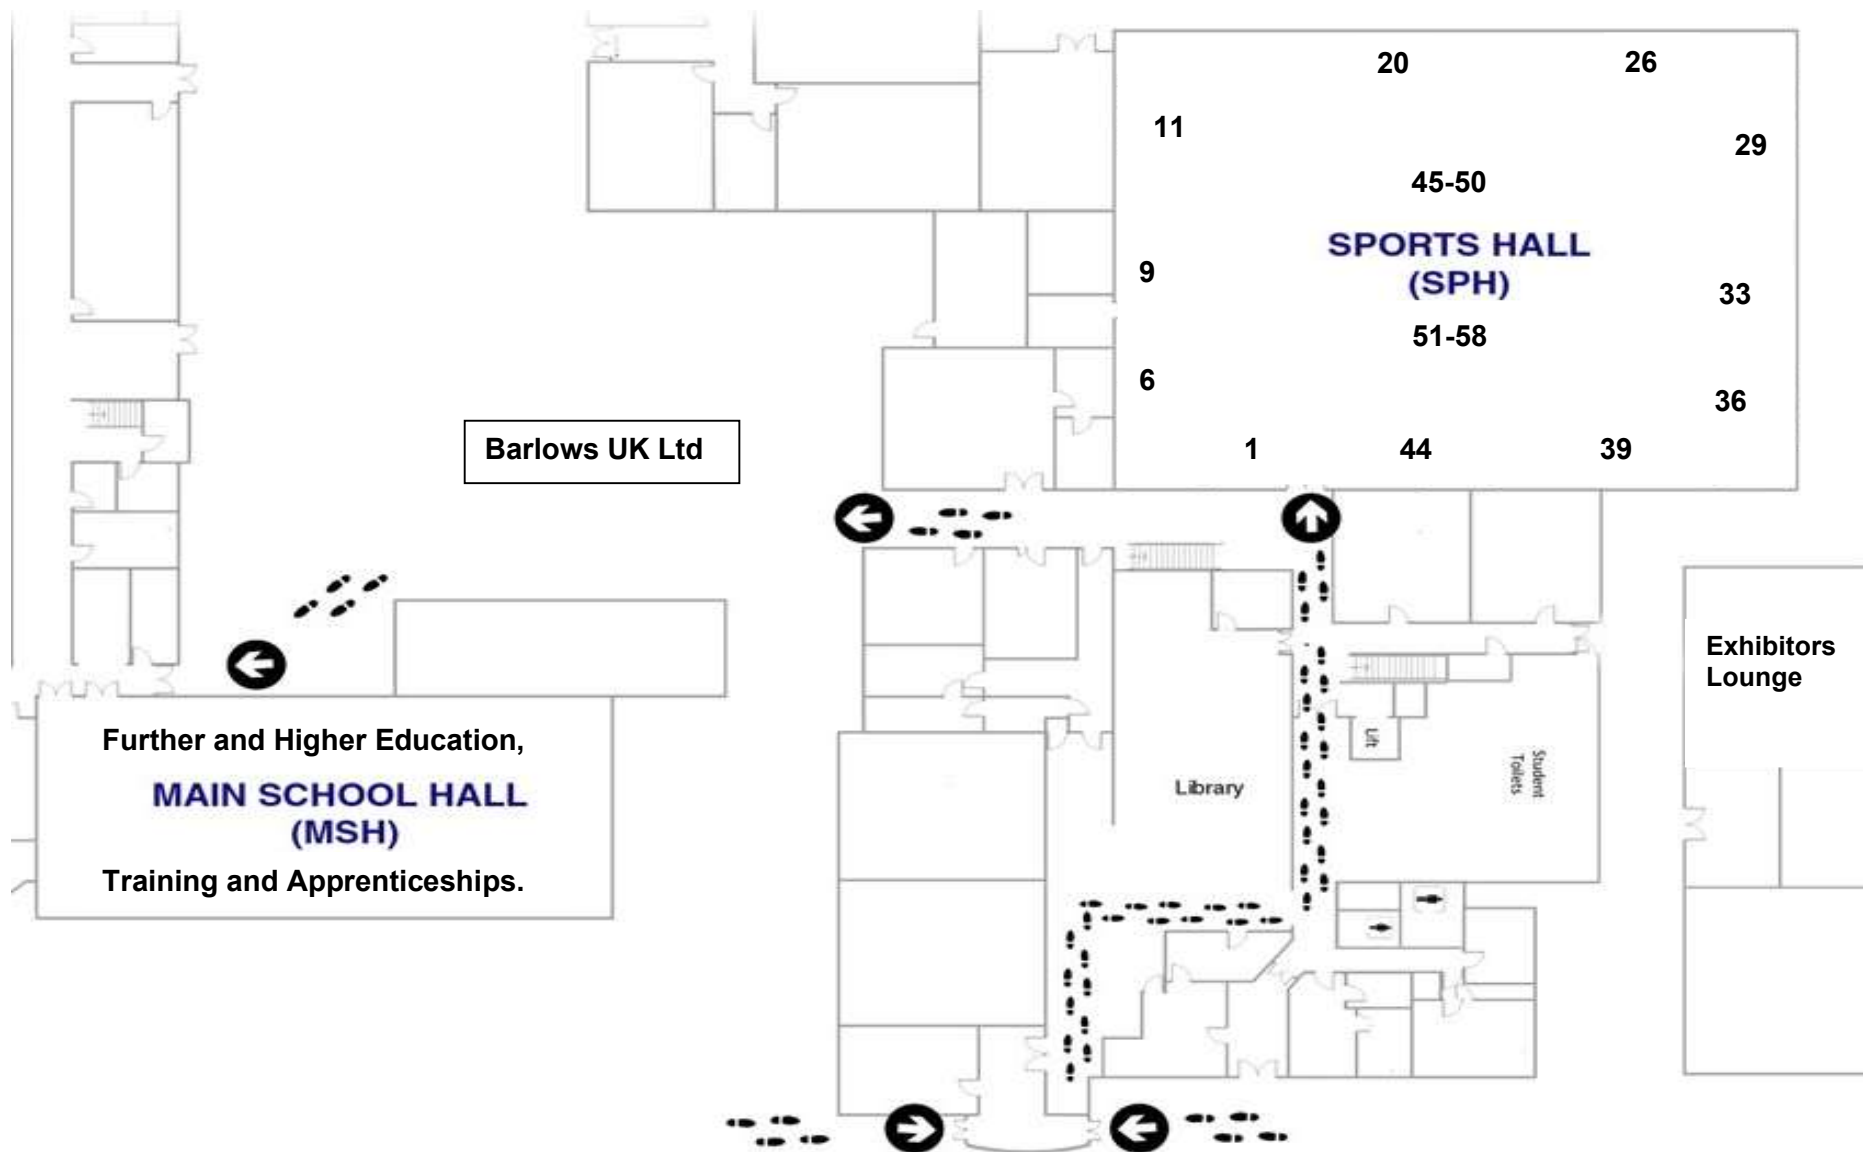 20
26
11
29
45-50
SPORTS HALL
(SPH)
9
33
51-58
6
36
Barlows UK Ltd
1
44
39
Exhibitors
Lounge
Further and Higher Education,
MAIN SCHOOL HALL
(MSH)
Training and Apprenticeships.
Library
Lift
Student
Toilets